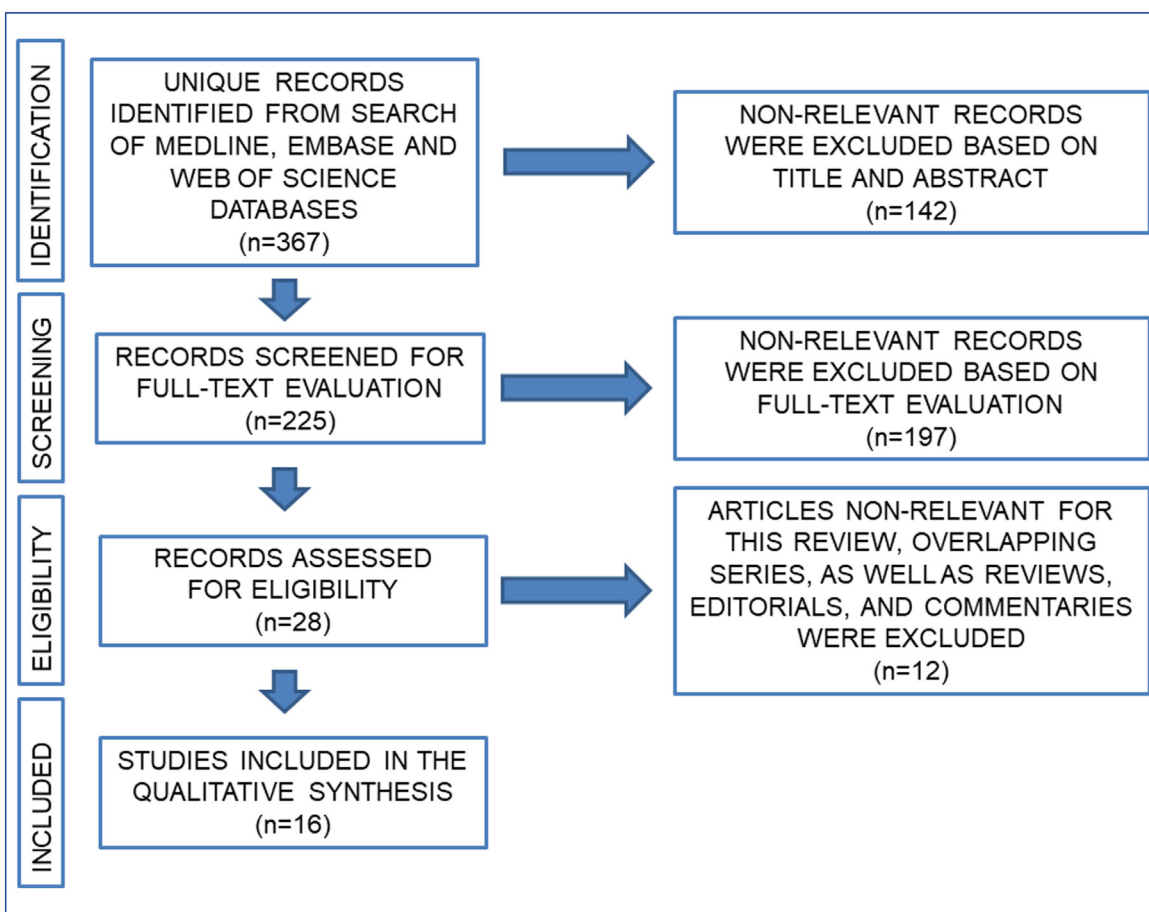 IDENTIFICATION
UNIQUE RECORDS
IDENTIFIED FROM SEARCH
OF MEDLINE, EMBASE AND
WEB OF SCIENCE
DATABASES
(n=367)
NON-RELEVANT RECORDS
WERE EXCLUDED BASED ON
TITLE AND ABSTRACT
(n=142)
SCREENING
RECORDS SCREENED FOR
FULL-TEXT EVALUATION
(n=225)
NON-RELEVANT RECORDS
WERE EXCLUDED BASED ON
FULL-TEXT EVALUATION
(n=197)
ELIGIBILITY
RECORDS ASSESSED
FOR ELIGIBILITY
(n=28)
ARTICLES NON-RELEVANT FOR
THIS REVIEW, OVERLAPPING
SERIES, AS WELL AS REVIEWS,
EDITORIALS, AND COMMENTARIES
WERE EXCLUDED
(n=12)
INCLUDED
STUDIES INCLUDED IN THE
QUALITATIVE SYNTHESIS
(n=16)